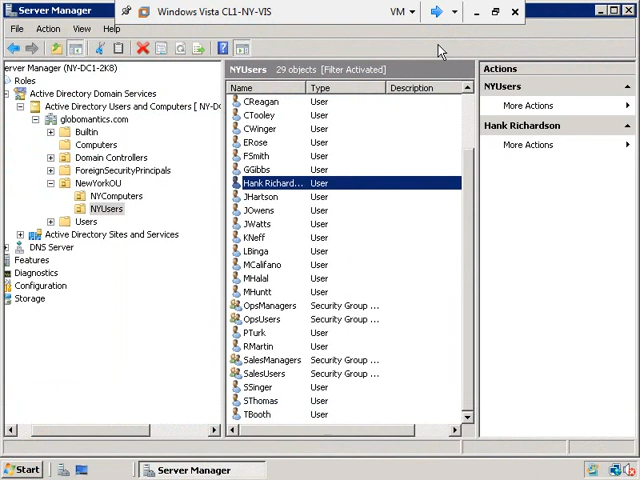 Server Manager
Windows Vista CL1-NY-VIS
VM
File
Action
View
Help
erver Manager (NY-DC1-2K8)
Roles
Active Directory Domain Services
Active Directory Users and Computers [ NY-DC
globomantics.com
Builtin
Computers
Domain Controllers
ForeignSecurityPrincipals
NewYorkOU
NYComputers
NYUsers
Users
Active Directory Sites and Services
DNS Server
Features
Diagnostics
Configuration
Storage
NYUsers 29 objects [Filter Activated]
Name Type Description
CReagan User
CTooley User
CWinger User
ERose User
FSmith User
GGibbs User
Hank Richard... User
JHartson User
JOwens User
JWatts User
KNeff User
LBinga User
MCalifano User
MHalal User
MHuntt User
OpsManagers Security Group ...
OpsUsers Security Group ...
PTurk User
RMartin User
SalesManagers Security Group ...
SalesUsers Security Group ...
SSinger User
SThomas User
TBooth User
Actions
NYUsers
More Actions
Hank Richardson
More Actions
Start
Server Manager